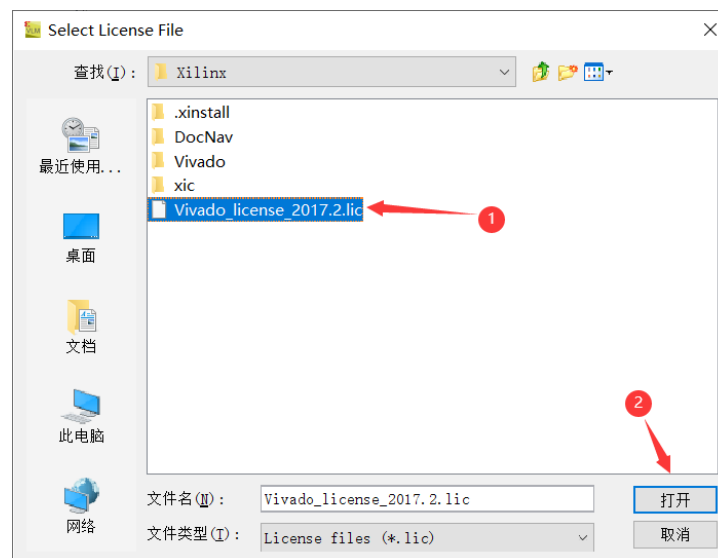 Select License File
查找(I): Xilinx
.xinstall
DocNav
Vivado
xic
Vivado_license_2017.2.lic
1
最近使用...
桌面
文档
此电脑
网络
2
文件名(N): Vivado_license_2017.2.lic
打开
文件类型(T): License files (*.lic)
取消